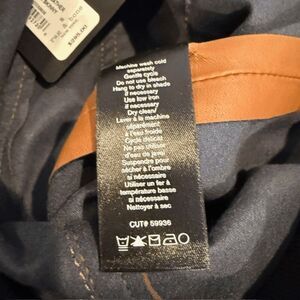 $298.00
Machine wash cold
separately
Gentle cycle
Do not use bleach
Hang to dry in shade
if necessary
Use low iron
if necessary
Dry clean/
Laver à la machine
séparément
à l'eau froide
Cycle délicat
Ne pas utiliser
d'eau de javel
Suspendre pour
sécher à l'ombre
si nécessaire
Utiliser un fer à
température basse
si nécessaire
Nettoyer à sec
CUT# 59936